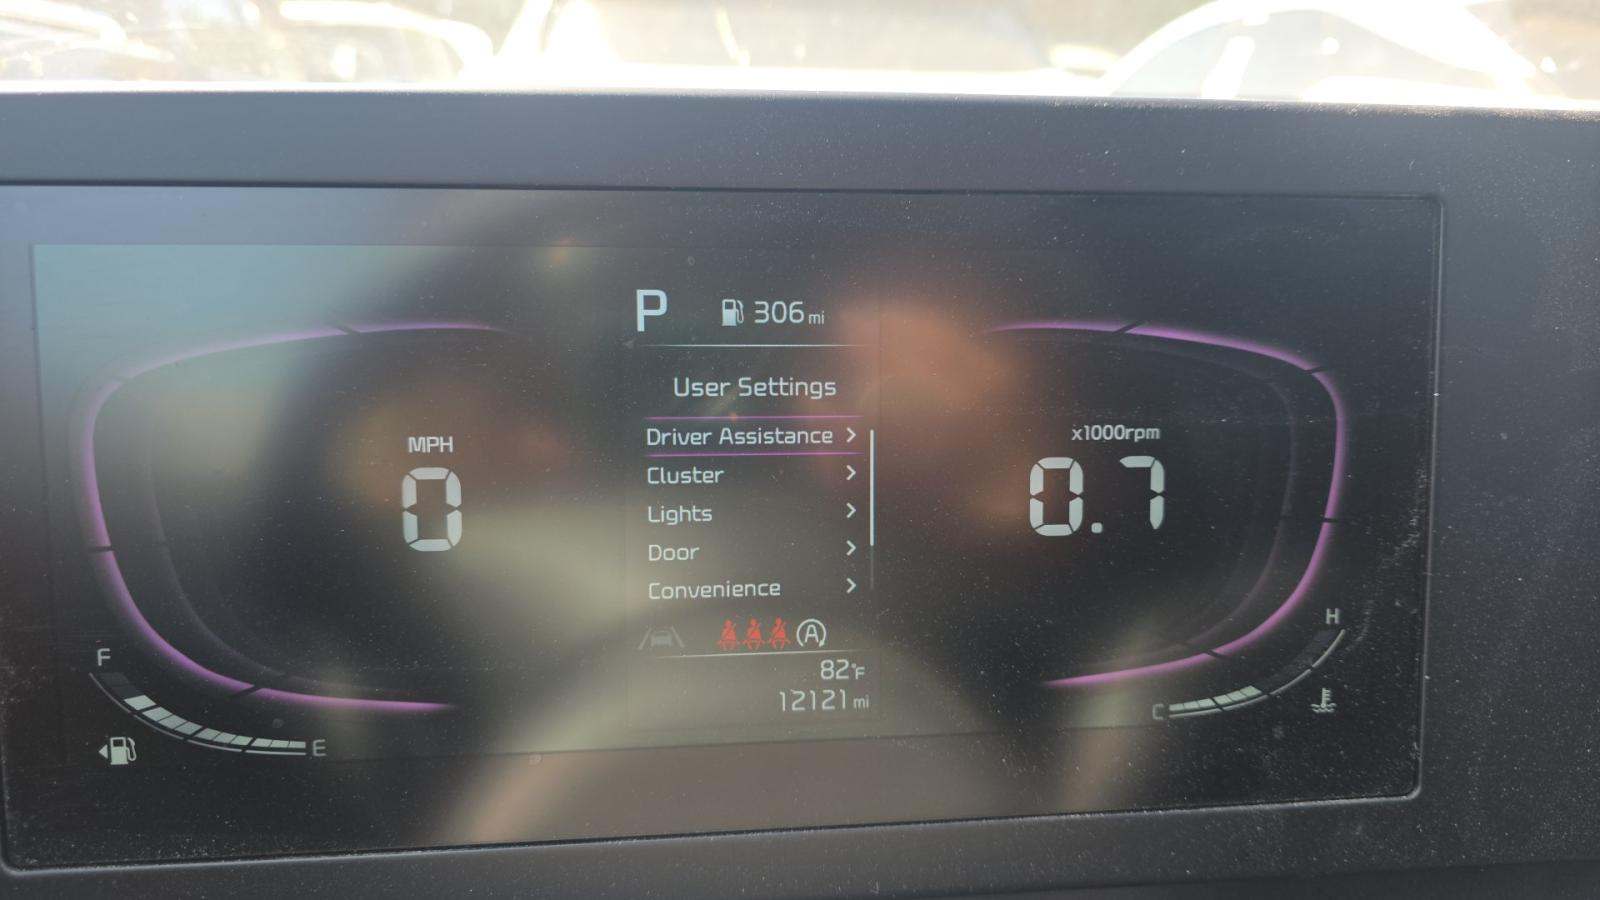 P 306 mi
User Settings
Driver Assistance >
Cluster >
Lights >
Door >
Convenience >
A
82°F
12121 mi
MPH
0
F
E
x1000rpm
0.7
H
C